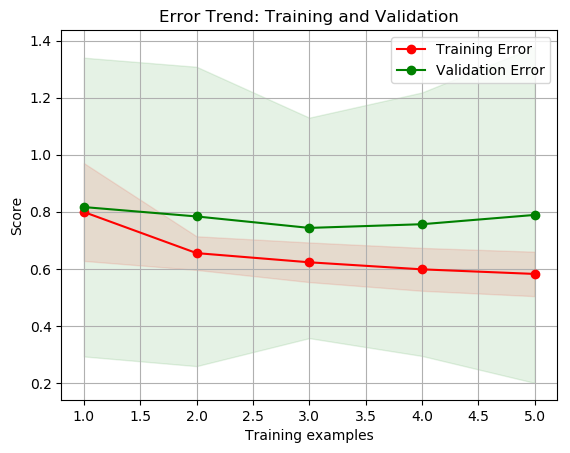 Error Trend: Training and Validation
Training Error
Validation Error
Score
1.4
1.2
1.0
0.8
0.6
0.4
0.2
1.0 1.5 2.0 2.5 3.0 3.5 4.0 4.5 5.0
Training examples